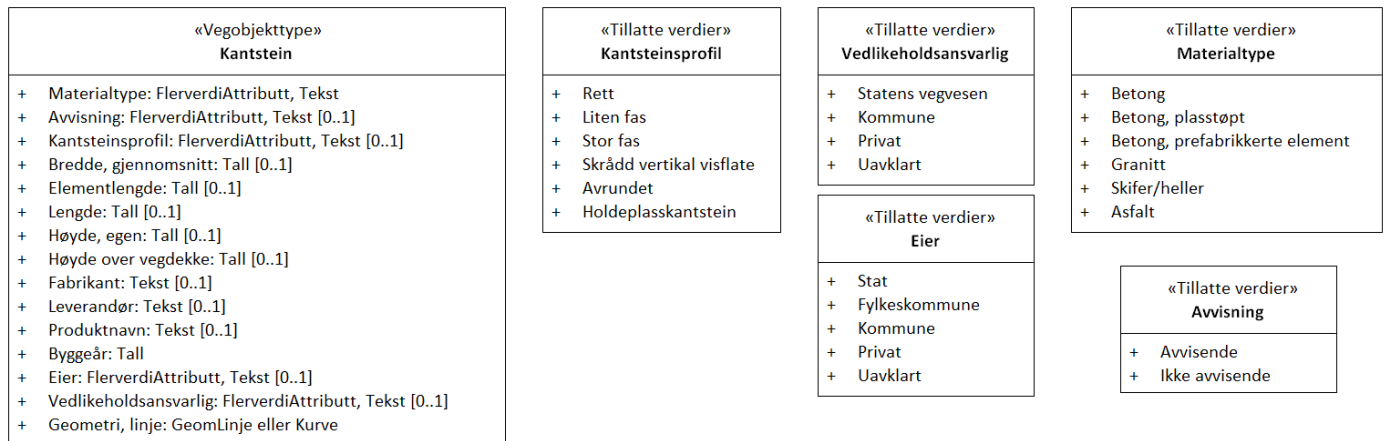 «Vegobjekttype»
Kantstein
+ Materialtype: FlerverdiAttributt, Tekst
+ Avvisning: FlerverdiAttributt, Tekst [0..1]
+ Kantsteinsprofil: FlerverdiAttributt, Tekst [0..1]
+ Bredde, gjennomsnitt: Tall [0..1]
+ Elementlengde: Tall [0..1]
+ Lengde: Tall [0..1]
+ Høyde, egen: Tall [0..1]
+ Høyde over vegdekke: Tall [0..1]
+ Fabrikant: Tekst [0..1]
+ Leverandør: Tekst [0..1]
+ Produktnavn: Tekst [0..1]
+ Byggeår: Tall
+ Eier: FlerverdiAttributt, Tekst [0..1]
+ Vedlikeholdsansvarlig: FlerverdiAttributt, Tekst [0..1]
+ Geometri, linje: GeomLinje eller Kurve
«Tillatte verdier»
Kantsteinsprofil
+ Rett
+ Liten fas
+ Stor fas
+ Skrådd vertikal visflate
+ Avrundet
+ Holdeplasskantstein
«Tillatte verdier»
Vedlikeholdsansvarlig
+ Statens vegvesen
+ Kommune
+ Privat
+ Uavklart
«Tillatte verdier»
Eier
+ Stat
+ Fylkeskommune
+ Kommune
+ Privat
+ Uavklart
«Tillatte verdier»
Materialtype
+ Betong
+ Betong, plasstøpt
+ Betong, prefabrikkerte element
+ Granitt
+ Skifer/heller
+ Asfalt
«Tillatte verdier»
Avvisning
+ Avvisende
+ Ikke avvisende